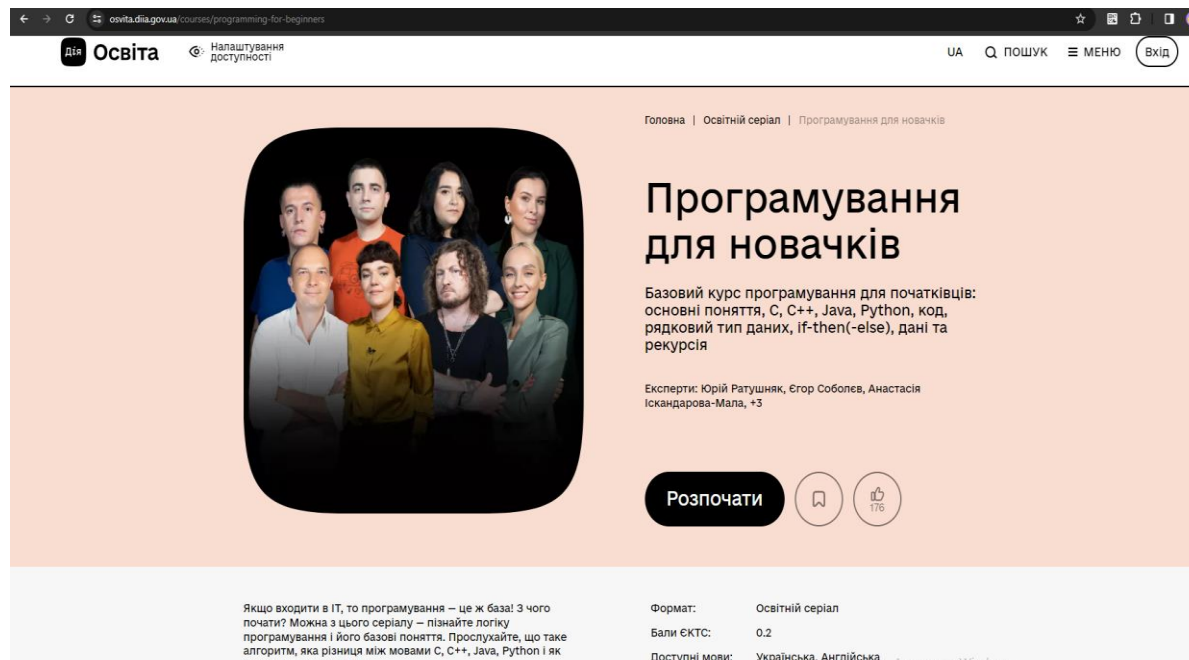 osvita.diia.gov.ua/courses/programming-for-beginners
Дія Освіта
Налаштування
доступності
UA
ПОШУК
МЕНЮ
Вхід
Головна | Освітній серіал | Програмування для новачків
Програмування
для новачків
Базовий курс програмування для початківців:
основні поняття, C, C++, Java, Python, код,
рядковий тип даних, if-then(-else), дані та
рекурсія
Експерти: Юрій Ратушняк, Єгор Соболєв, Анастасія
Іскандарова-Мала, +3
Розпочати
176
Якщо входити в ІТ, то програмування — це ж база! З чого
почати? Можна з цього серіалу — пізнайте логіку
програмування і його базові поняття. Прослухайте, що таке
алгоритм, яка різниця між мовами C, C++, Java, Python і як
Формат: Освітній серіал
Бали ЄКТС: 0.2
Доступні мови: Українська, Англійська